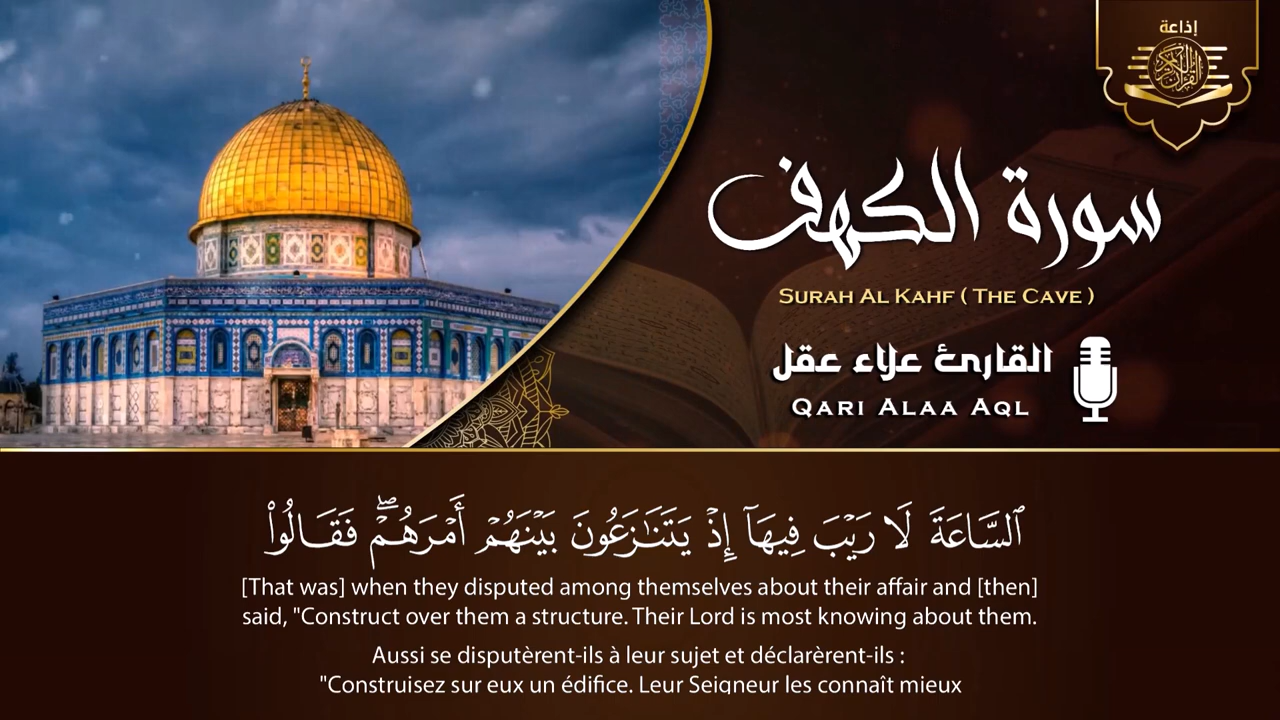 إذاعة
القرآن الكريم
سورة الكهف
SURAH AL KAHF ( THE CAVE )
القارئ علاء عقل
QARI ALAA AQL
ٱلسَّاعَةَ لَا رَيْبَ فِيهَآ إِذْ يَتَنَـٰزَعُونَ بَيْنَهُمْ أَمْرَهُمْ ۖ فَقَالُوا۟
[That was] when they disputed among themselves about their affair and [then]
said, "Construct over them a structure. Their Lord is most knowing about them.
Aussi se disputèrent-ils à leur sujet et déclarèrent-ils :
"Construisez sur eux un édifice. Leur Seigneur les connaît mieux